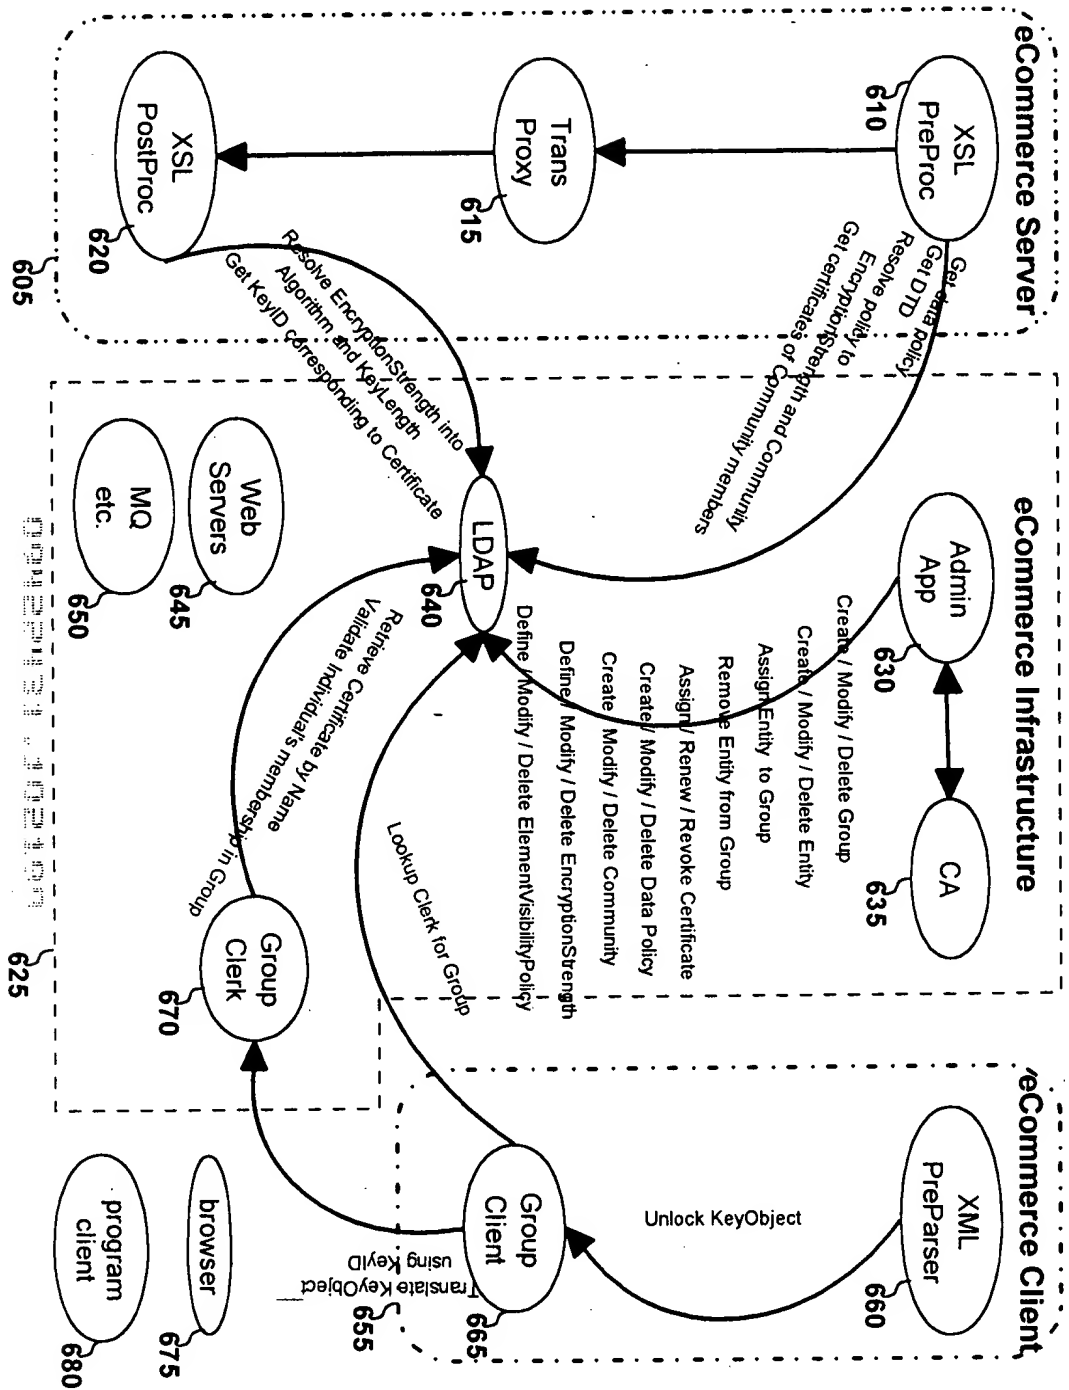 eCommerce Server
XSL
PreProc
610
Trans
Proxy
615
XSL
PostProc
620
605
Get data policy
Get DTD
Resolve policy to
EncryptionStrength and Community
Get certificates of Community members
Resolve EncryptionStrength into
Algorithm and KeyLength
Get KeyID corresponding to Certificate
eCommerce Infrastructure
Admin
App
630
CA
635
Create / Modify / Delete Group
Create / Modify / Delete Entity
Assign Entity to Group
Remove Entity from Group
Assign / Renew / Revoke Certificate
Create / Modify / Delete Data Policy
Create / Modify / Delete Community
Define / Modify / Delete EncryptionStrength
Define / Modify / Delete ElementVisibilityPolicy
LDAP
640
Web
Servers
645
MQ
etc.
650
Retrieve Certificate by Name
Validate Individual's membership in Group
Lookup Clerk for Group
Group
Clerk
670
625
eCommerce Client
XML
PreParser
660
Unlock KeyObject
Group
Client
665
Translate KeyObject
using KeyID
655
browser
675
program
client
680